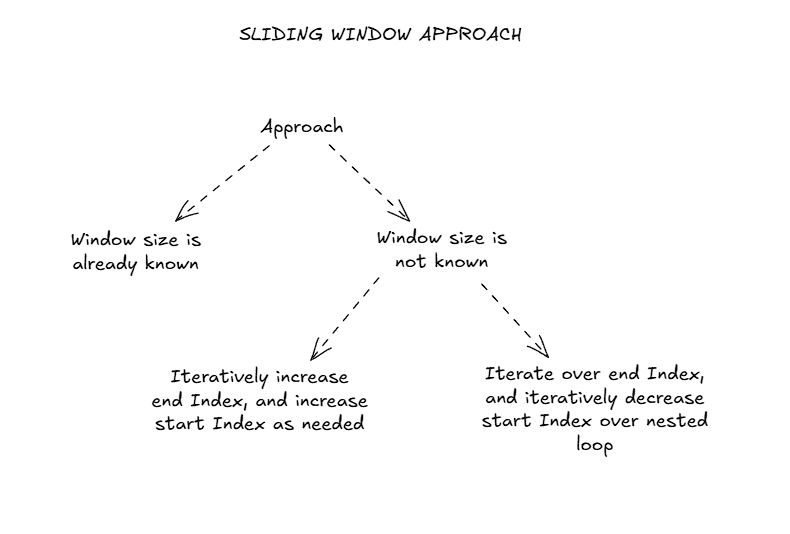 SLIDING WINDOW APPROACH
Approach
Window size is
already known
Window size is
not known
Iteratively increase
end Index, and increase
start Index as needed
Iterate over end Index,
and iteratively decrease
start Index over nested
loop